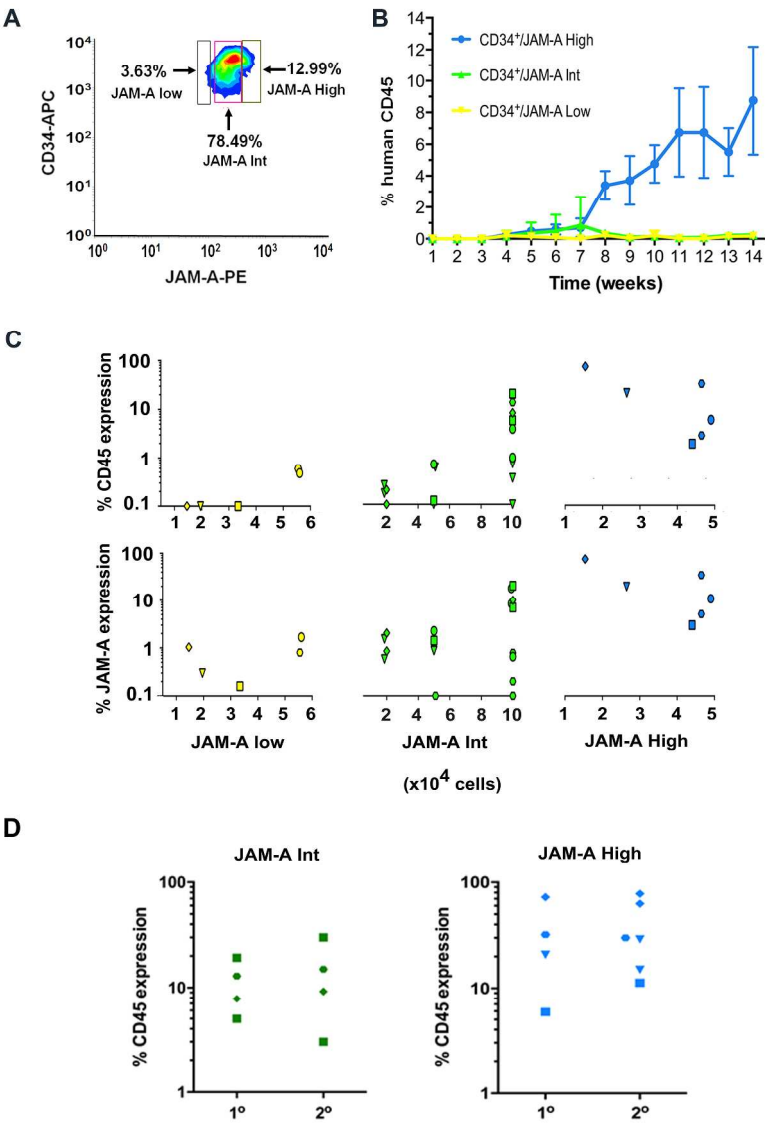 A
CD34-APC
10⁴
10³
10²
10¹
10⁰
10⁰ 10¹ 10² 10³ 10⁴
JAM-A-PE
3.63%
JAM-A low
12.99%
JAM-A High
78.49%
JAM-A Int
B
% human CD45
14
12
10
8
6
4
2
0
CD34⁺/JAM-A High
CD34⁺/JAM-A Int
CD34⁺/JAM-A Low
1 2 3 4 5 6 7 8 9 10 11 12 13 14
Time (weeks)
C
% CD45 expression
100
10
1
0.1
1 2 3 4 5 6
2 4 6 8 10
1 2 3 4 5
% JAM-A expression
100
10
1
0.1
1 2 3 4 5 6
2 4 6 8 10
1 2 3 4 5
JAM-A low
JAM-A Int
JAM-A High
(x10⁴ cells)
D
JAM-A Int
% CD45 expression
100
10
1
1º 2º
JAM-A High
% CD45 expression
100
10
1
1º 2º